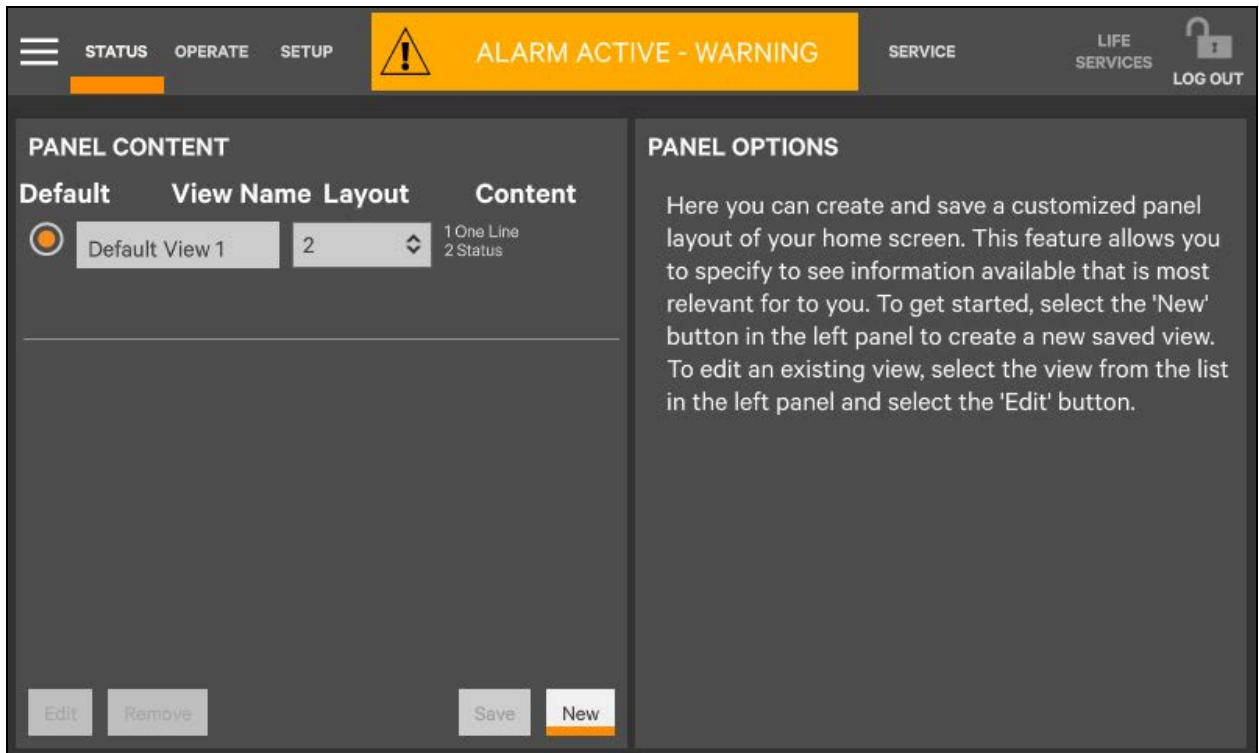 STATUS OPERATE SETUP ALARM ACTIVE - WARNING SERVICE LIFE SERVICES LOG OUT
PANEL CONTENT
Default View Name Layout Content
Default View 1 2 1 One Line
2 Status
Edit Remove Save New
PANEL OPTIONS
Here you can create and save a customized panel
layout of your home screen. This feature allows you
to specify to see information available that is most
relevant for to you. To get started, select the 'New'
button in the left panel to create a new saved view.
To edit an existing view, select the view from the list
in the left panel and select the 'Edit' button.